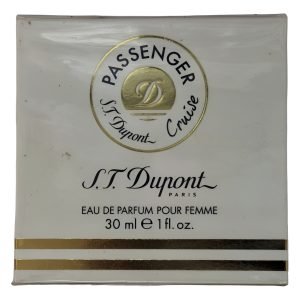 PASSENGER
D
S.T. Dupont
Cruise
S.T. Dupont
PARIS
EAU DE PARFUM POUR FEMME
30 ml e 1 fl. oz.